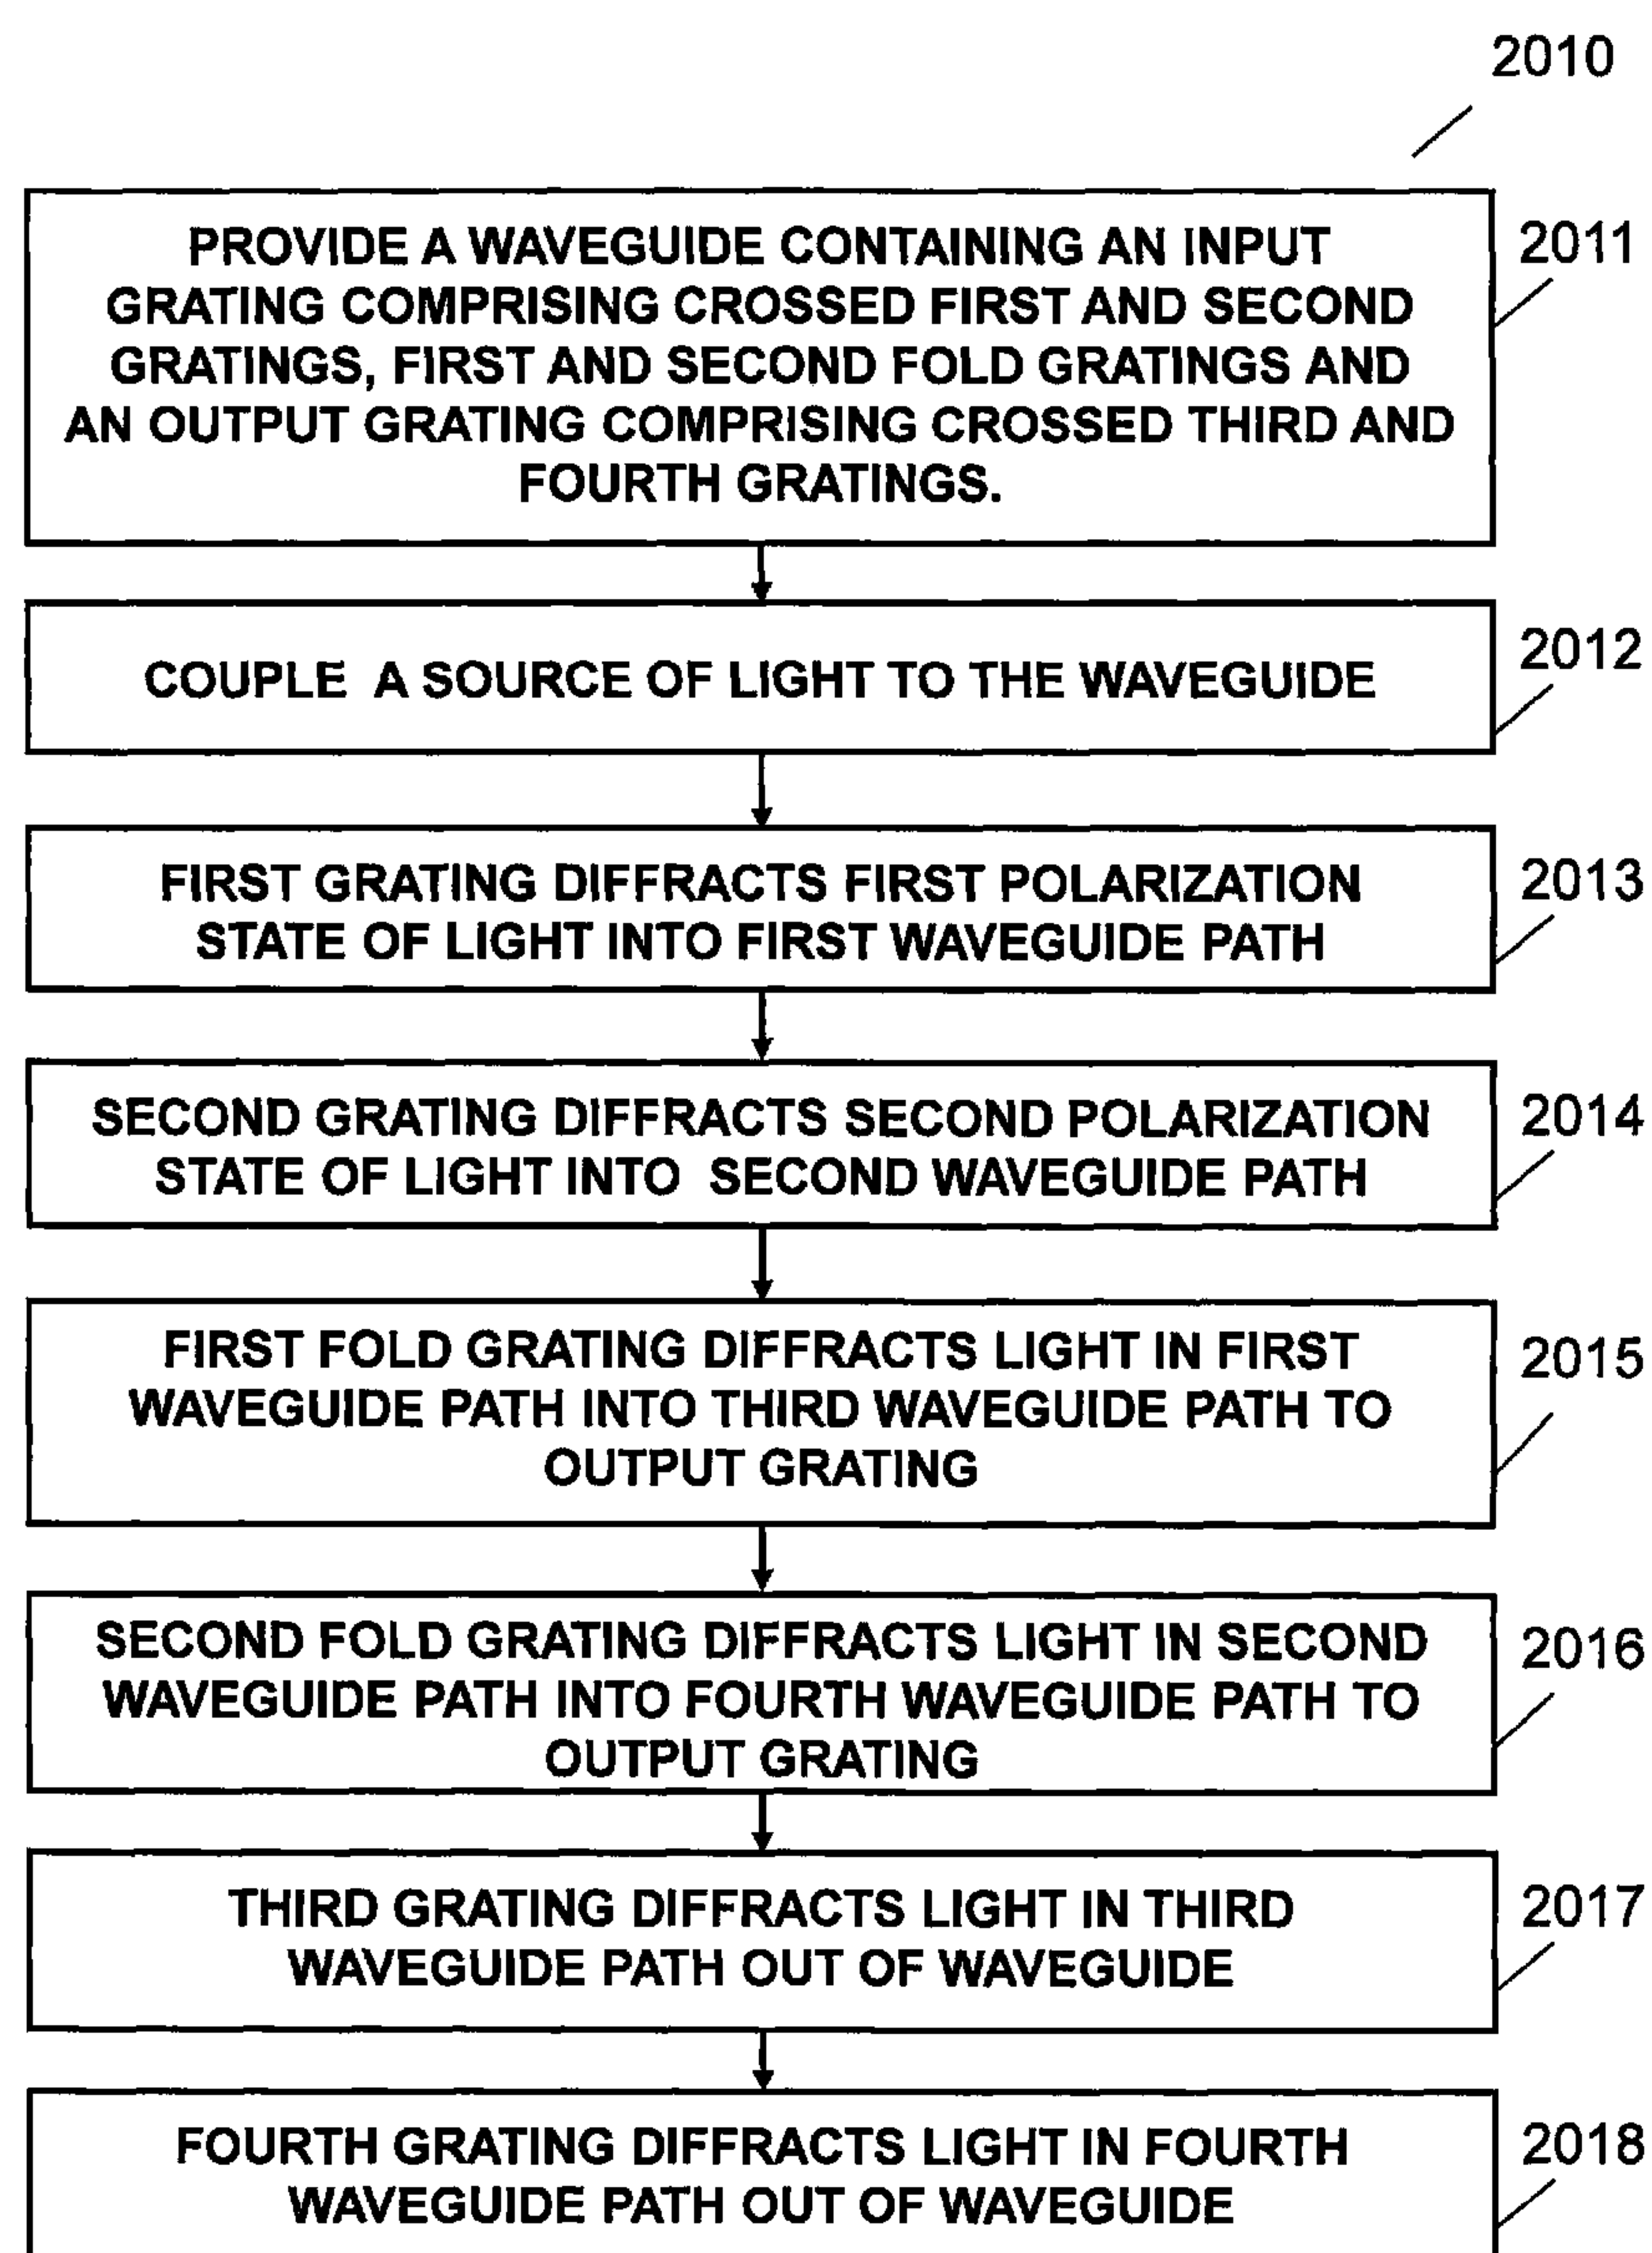 2010
PROVIDE A WAVEGUIDE CONTAINING AN INPUT
GRATING COMPRISING CROSSED FIRST AND SECOND
GRATINGS, FIRST AND SECOND FOLD GRATINGS AND
AN OUTPUT GRATING COMPRISING CROSSED THIRD AND
FOURTH GRATINGS.
2011
COUPLE A SOURCE OF LIGHT TO THE WAVEGUIDE
2012
FIRST GRATING DIFFRACTS FIRST POLARIZATION
STATE OF LIGHT INTO FIRST WAVEGUIDE PATH
2013
SECOND GRATING DIFFRACTS SECOND POLARIZATION
STATE OF LIGHT INTO SECOND WAVEGUIDE PATH
2014
FIRST FOLD GRATING DIFFRACTS LIGHT IN FIRST
WAVEGUIDE PATH INTO THIRD WAVEGUIDE PATH TO
OUTPUT GRATING
2015
SECOND FOLD GRATING DIFFRACTS LIGHT IN SECOND
WAVEGUIDE PATH INTO FOURTH WAVEGUIDE PATH TO
OUTPUT GRATING
2016
THIRD GRATING DIFFRACTS LIGHT IN THIRD
WAVEGUIDE PATH OUT OF WAVEGUIDE
2017
FOURTH GRATING DIFFRACTS LIGHT IN FOURTH
WAVEGUIDE PATH OUT OF WAVEGUIDE
2018